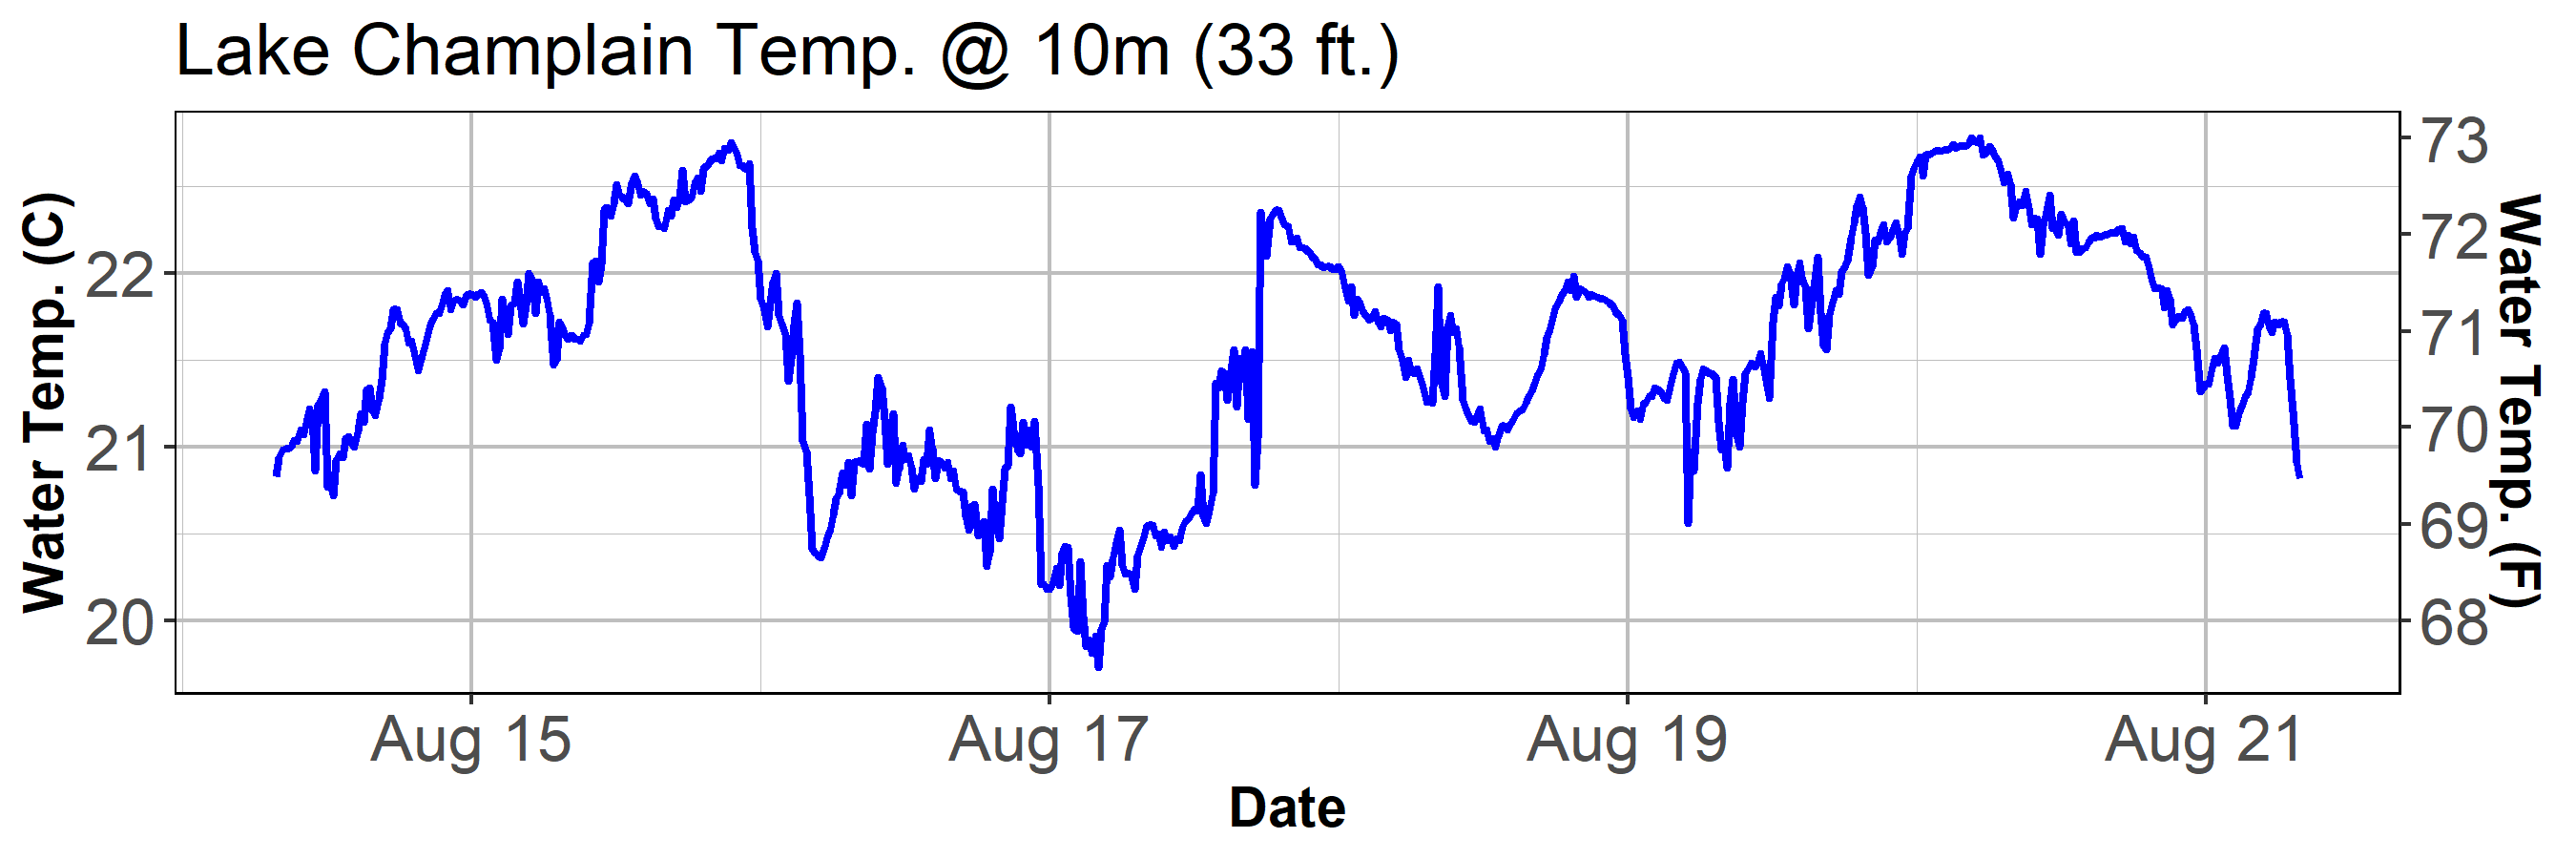 Lake Champlain Temp. @ 10m (33 ft.)
Water Temp. (C)
22
21
20
73
72
71
70
69
68
Water Temp. (F)
Aug 15
Aug 17
Aug 19
Aug 21
Date